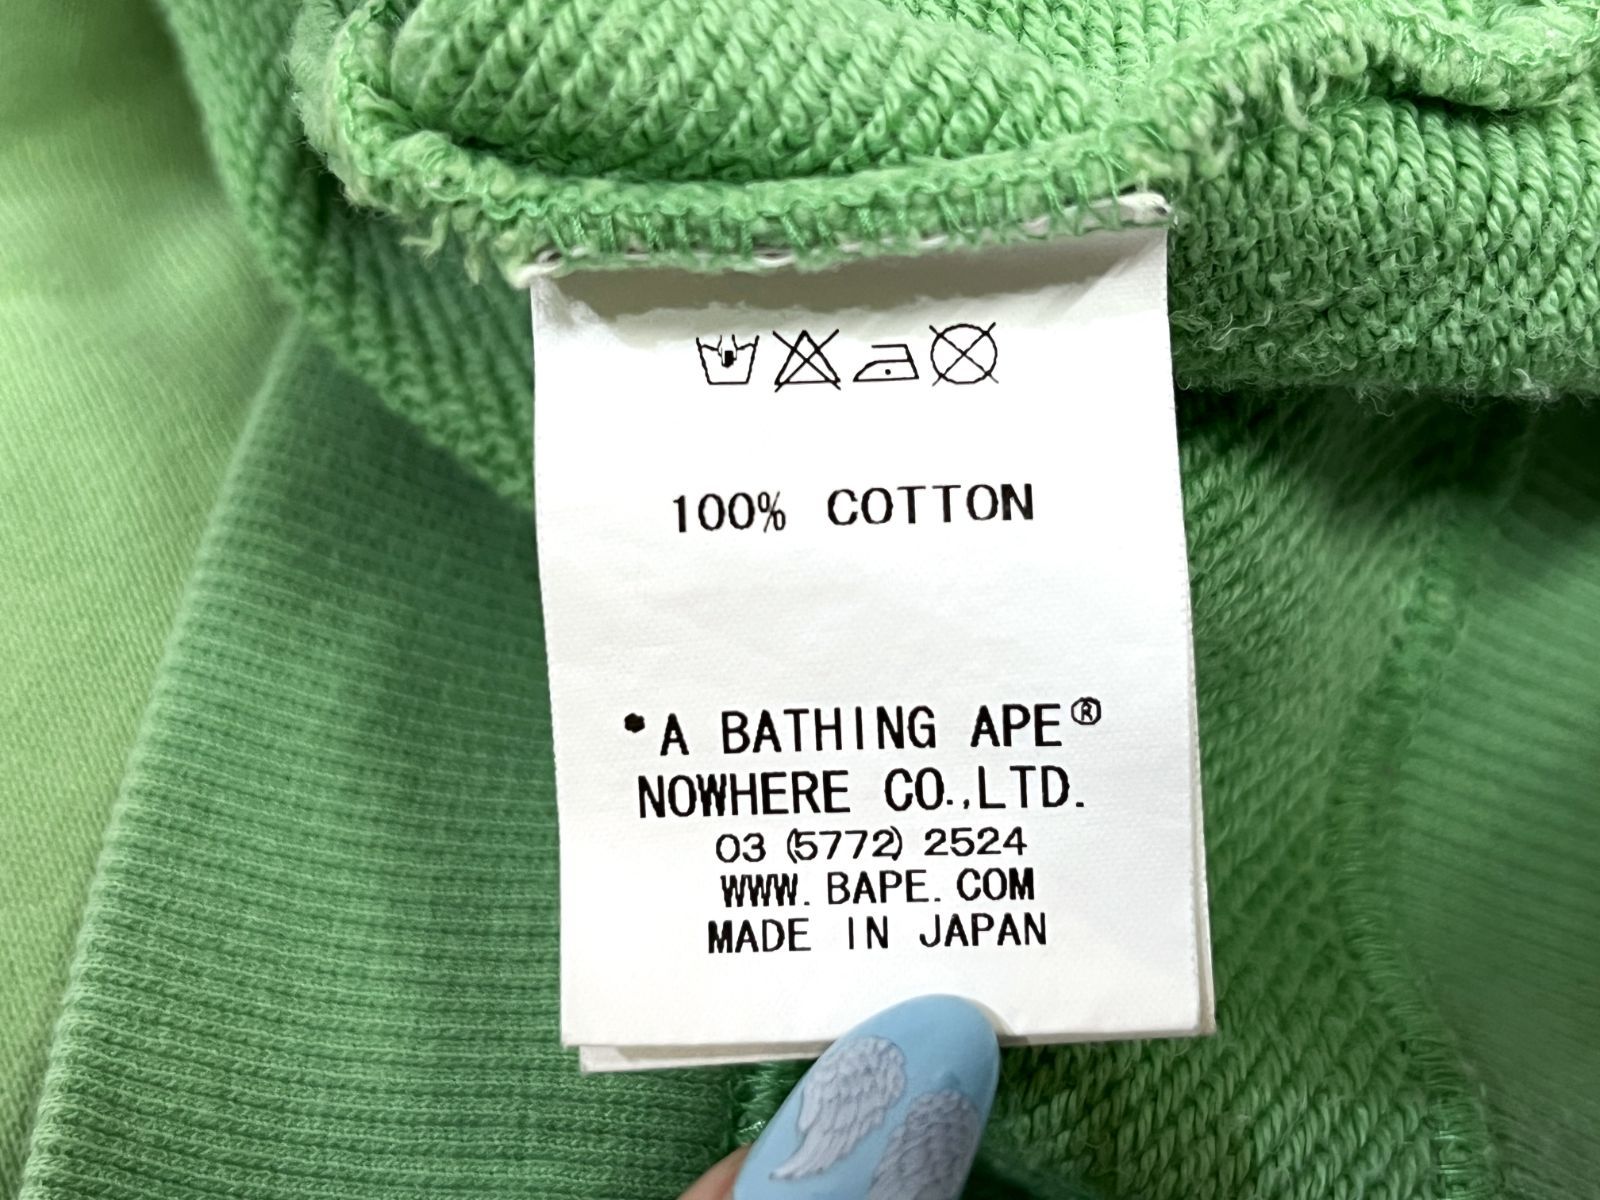 100% COTTON
*A BATHING APE®
NOWHERE CO.,LTD.
03 (5772) 2524
WWW. BAPE. COM
MADE IN JAPAN